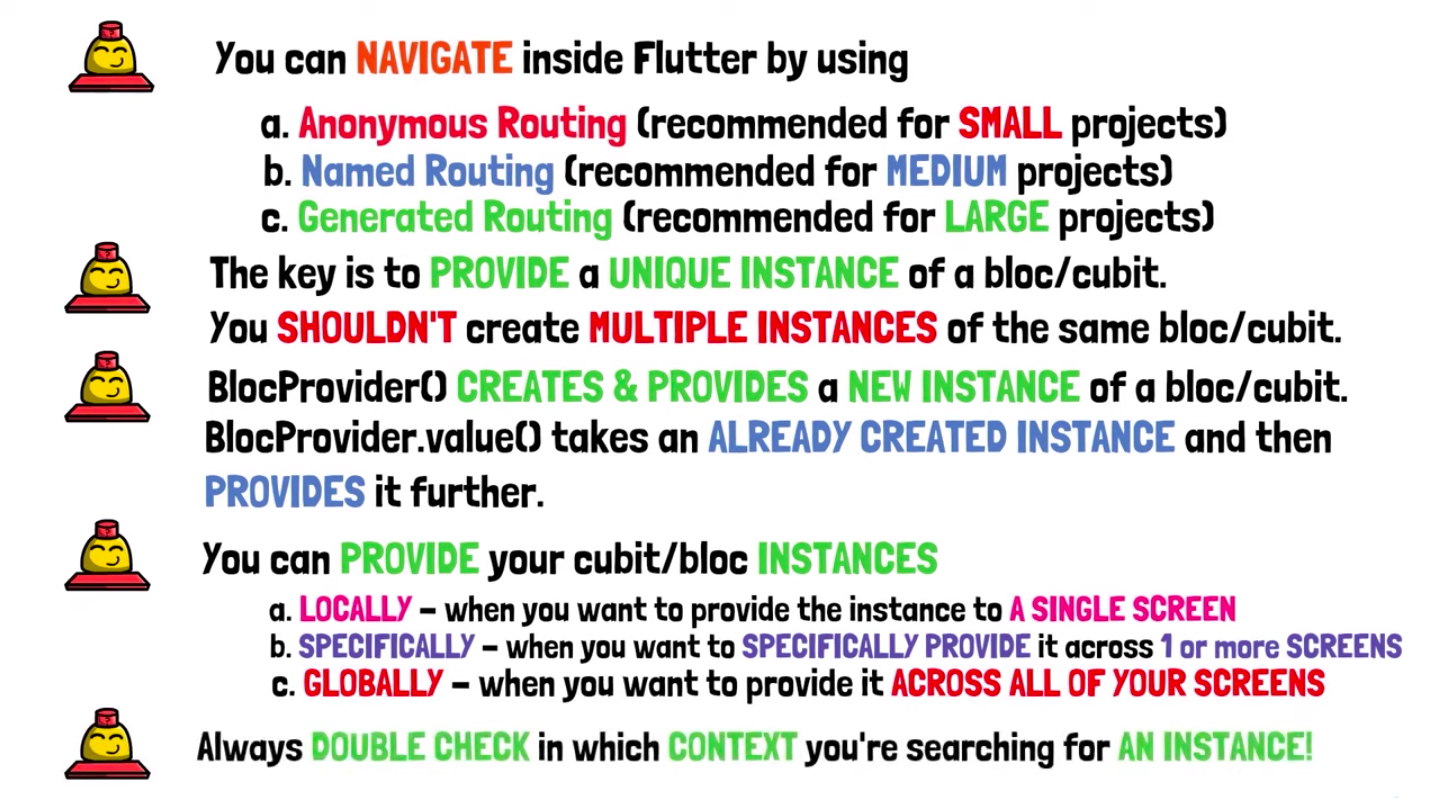 You can NAVIGATE inside Flutter by using
a. Anonymous Routing (recommended for SMALL projects)
b. Named Routing (recommended for MEDIUM projects)
c. Generated Routing (recommended for LARGE projects)
The key is to PROVIDE a UNIQUE INSTANCE of a bloc/cubit.
You SHOULDN'T create MULTIPLE INSTANCES of the same bloc/cubit.
BlocProvider() CREATES & PROVIDES a NEW INSTANCE of a bloc/cubit.
BlocProvider.value() takes an ALREADY CREATED INSTANCE and then
PROVIDES it further.
You can PROVIDE your cubit/bloc INSTANCES
a. LOCALLY – when you want to provide the instance to A SINGLE SCREEN
b. SPECIFICALLY – when you want to SPECIFICALLY PROVIDE it across 1 or more SCREENS
c. GLOBALLY – when you want to provide it ACROSS ALL OF YOUR SCREENS
Always DOUBLE CHECK in which CONTEXT you're searching for AN INSTANCE!